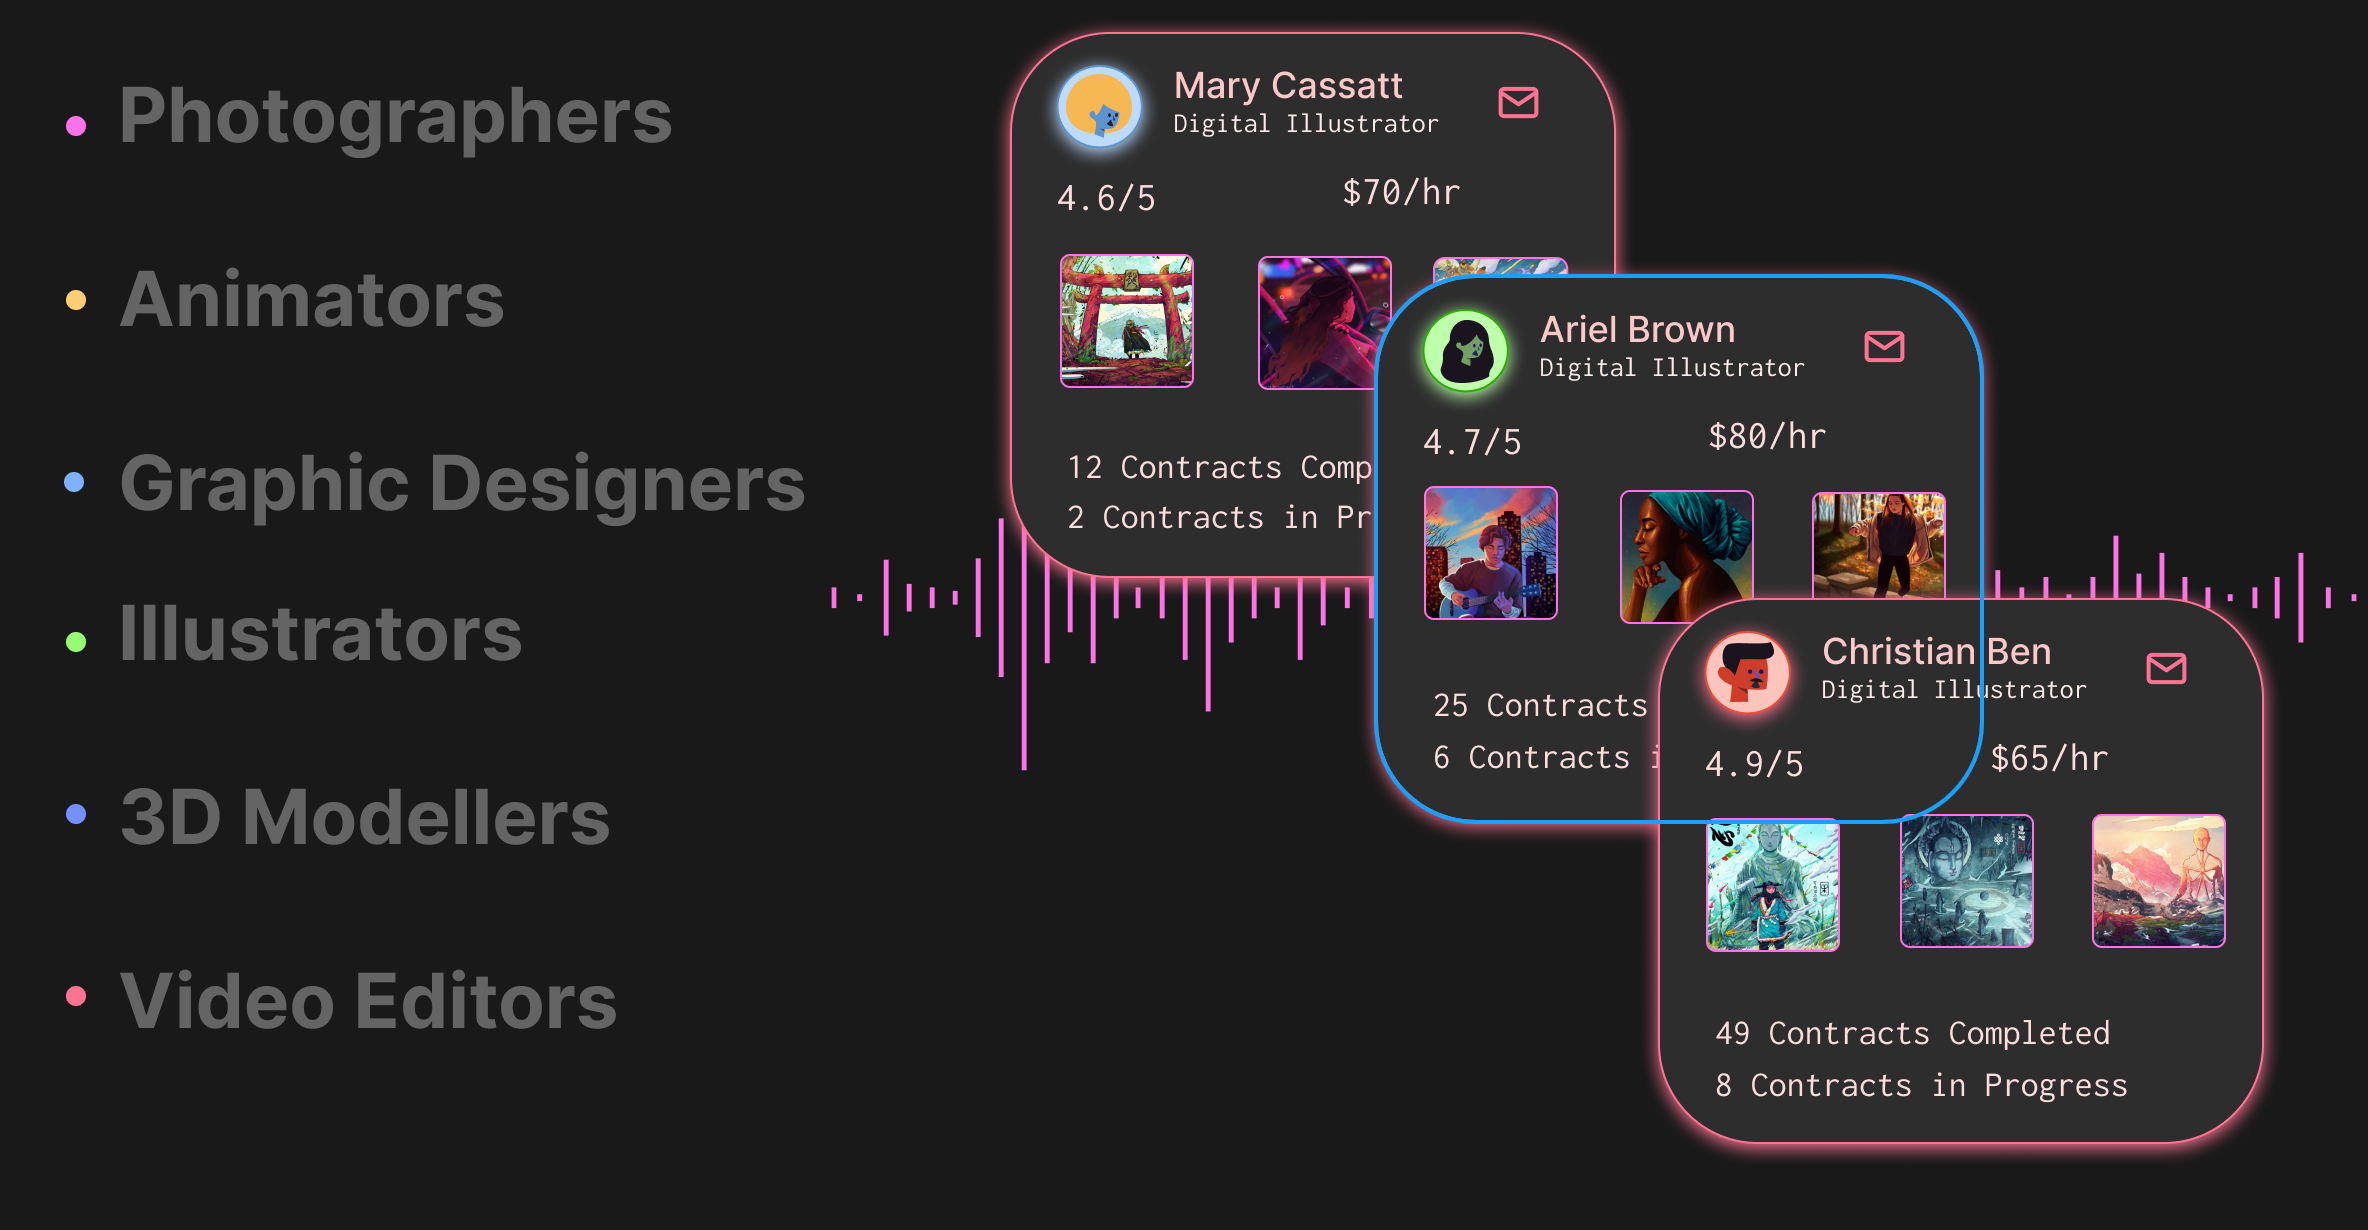 Photographers
Animators
Graphic Designers
Illustrators
3D Modellers
Video Editors
Mary Cassatt
Digital Illustrator
4.6/5
$70/hr
12 Contracts Comp
2 Contracts in Pr
Ariel Brown
Digital Illustrator
4.7/5
$80/hr
25 Contracts
6 Contracts i
Christian Ben
Digital Illustrator
4.9/5
$65/hr
49 Contracts Completed
8 Contracts in Progress